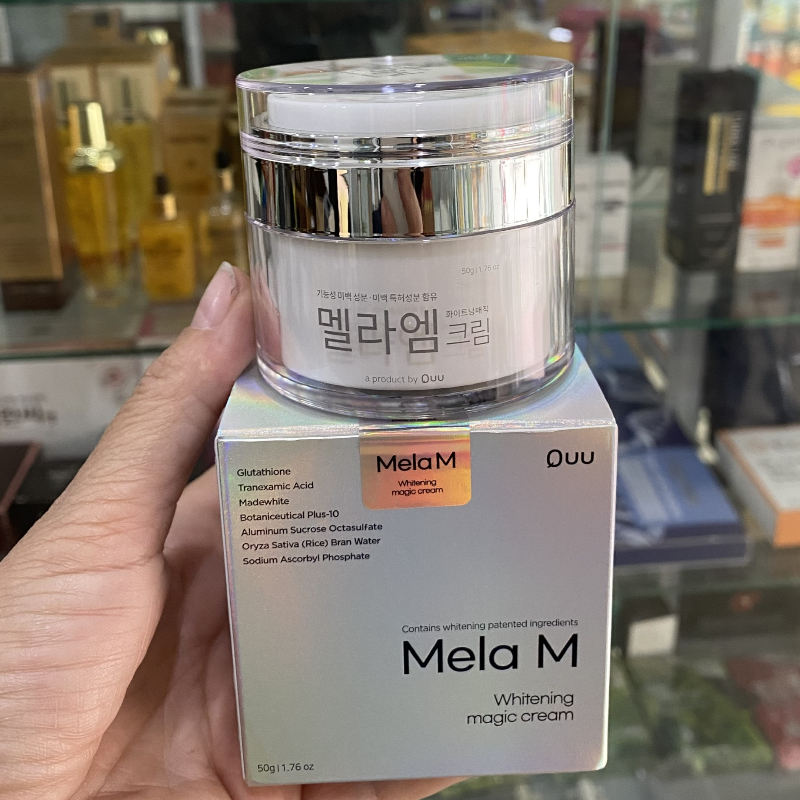 50g | 1.76 oz
기능성 미백 성분 · 미백 특허성분 함유
멜라엠 화이트닝매직 크림
a product by Quu
Mela M
Whitening
magic cream
Quu
Glutathione
Tranexamic Acid
Madewhite
Botaniceutical Plus-10
Aluminum Sucrose Octasulfate
Oryza Sativa (Rice) Bran Water
Sodium Ascorbyl Phosphate
Contains whitening patented ingredients
Mela M
Whitening
magic cream
50g | 1.76 oz